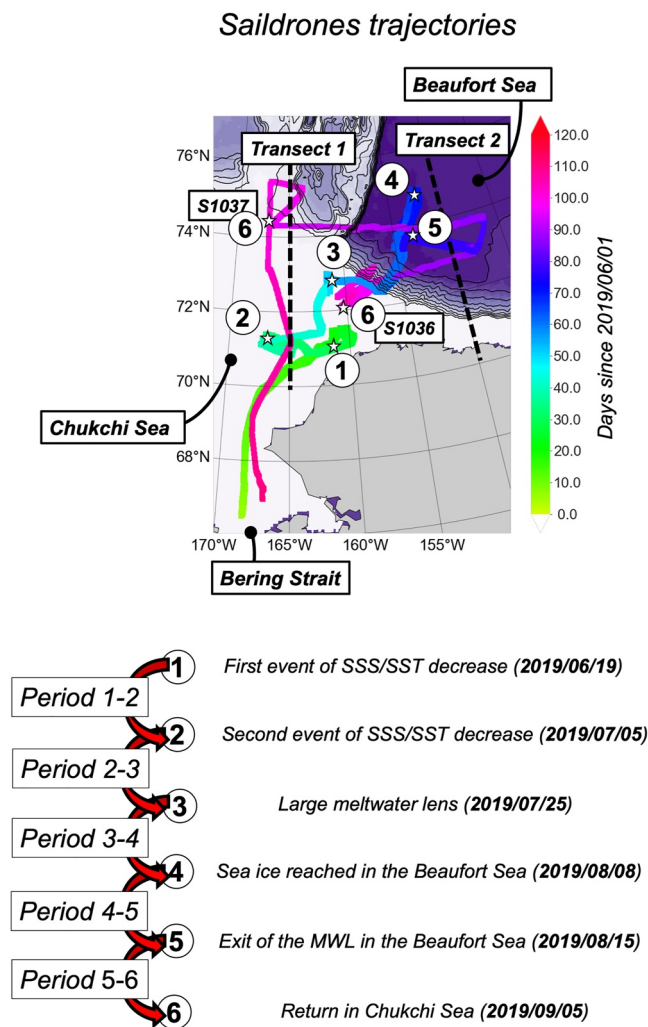 Saildrones trajectories
Beaufort Sea
76°N
Transect 1
Transect 2
120.0
110.0
4
S1037
100.0
74°N
6
5
90.0
3
80.0
72°N
2
6
S1036
70.0
60.0
1
50.0
70°N
40.0
Chukchi Sea
30.0
68°N
20.0
10.0
0.0
Days since 2019/06/01
170°W
165°W
160°W
155°W
Bering Strait
1 First event of SSS/SST decrease (2019/06/19)
Period 1-2
2 Second event of SSS/SST decrease (2019/07/05)
Period 2-3
3 Large meltwater lens (2019/07/25)
Period 3-4
4 Sea ice reached in the Beaufort Sea (2019/08/08)
Period 4-5
5 Exit of the MWL in the Beaufort Sea (2019/08/15)
Period 5-6
6 Return in Chukchi Sea (2019/09/05)